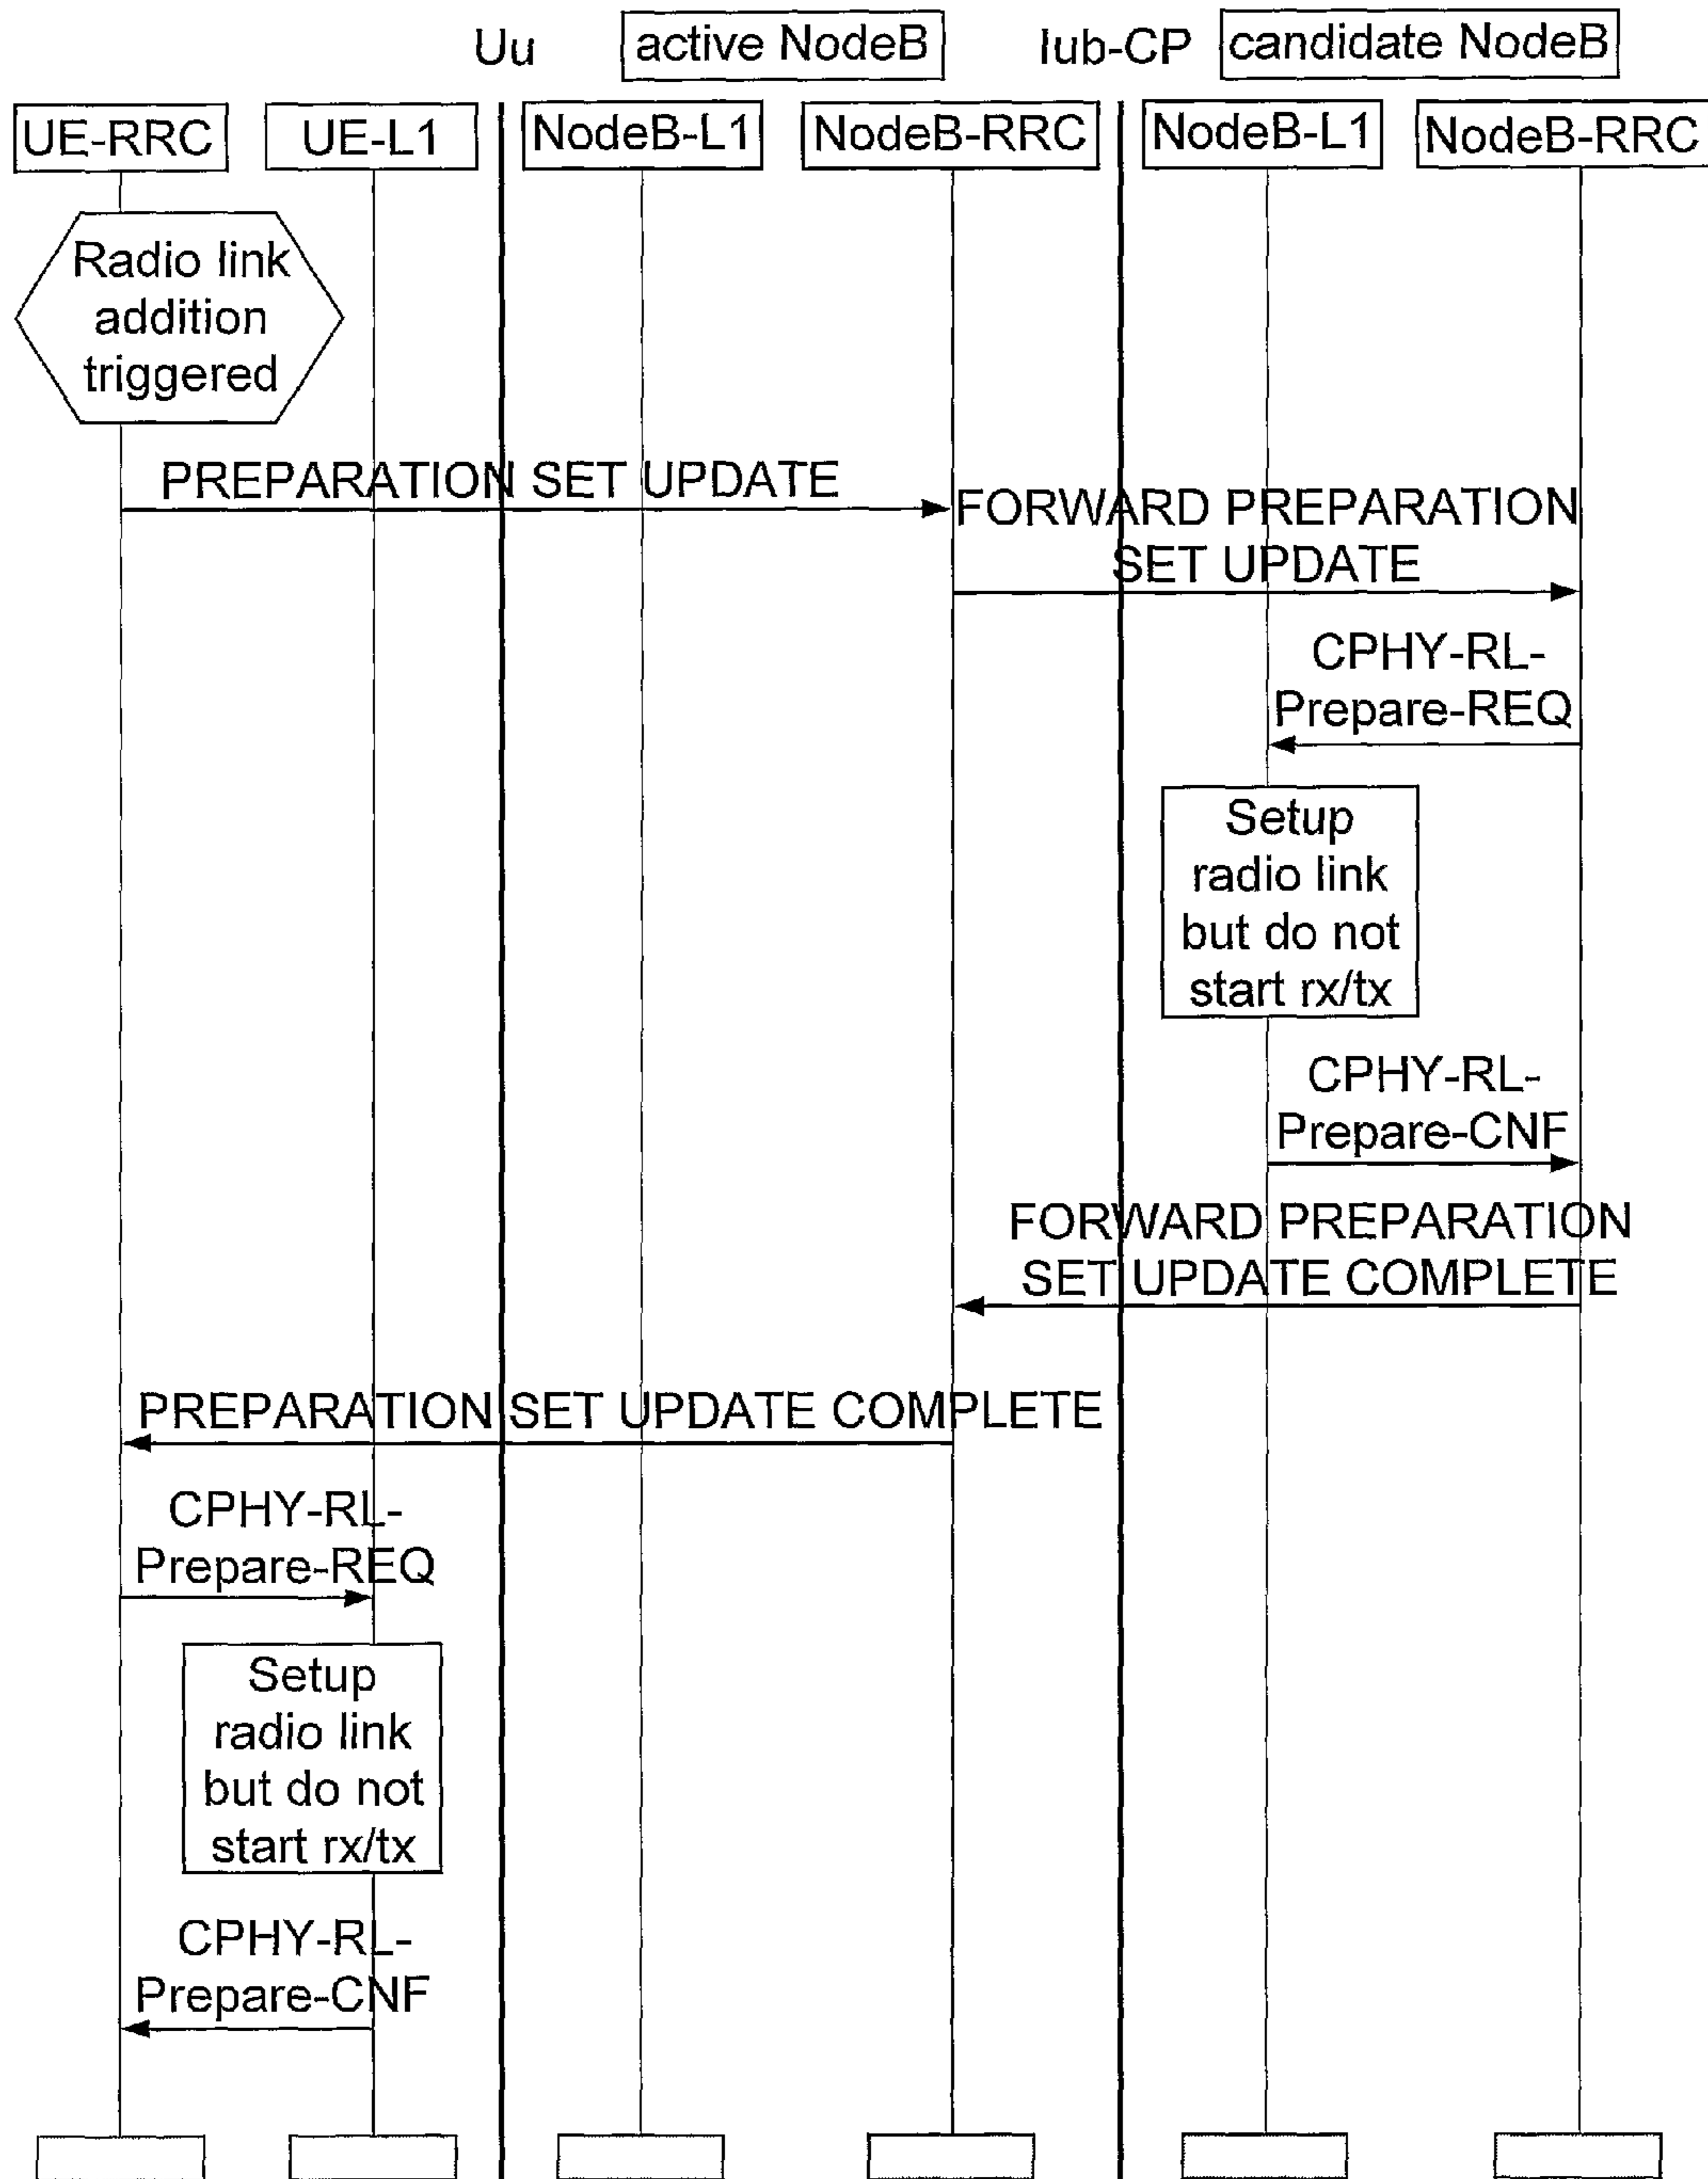 Uu
active NodeB
Iub-CP
candidate NodeB
UE-RRC
UE-L1
NodeB-L1
NodeB-RRC
NodeB-L1
NodeB-RRC
Radio link
addition
triggered
PREPARATION SET UPDATE
FORWARD PREPARATION
SET UPDATE
CPHY-RL-
Prepare-REQ
Setup
radio link
but do not
start rx/tx
CPHY-RL-
Prepare-CNF
FORWARD PREPARATION
SET UPDATE COMPLETE
PREPARATION SET UPDATE COMPLETE
CPHY-RL-
Prepare-REQ
Setup
radio link
but do not
start rx/tx
CPHY-RL-
Prepare-CNF